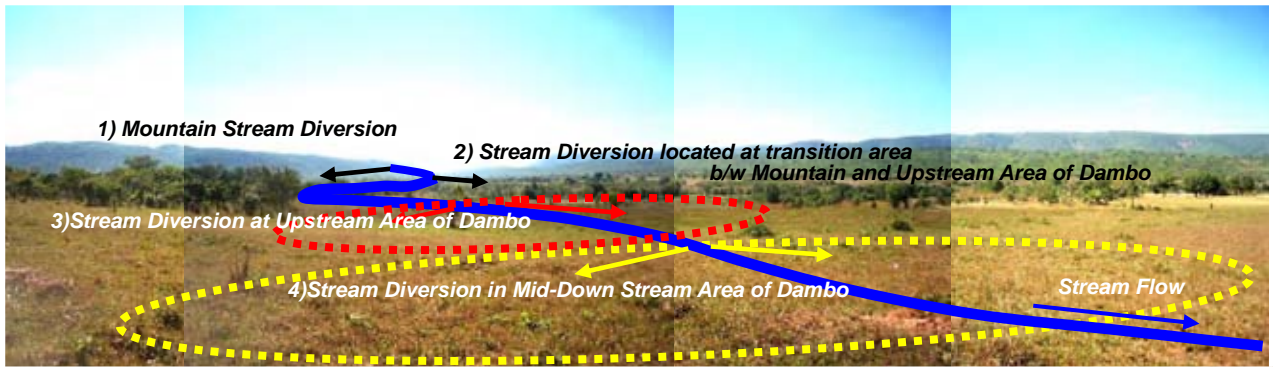 1) Mountain Stream Diversion
2) Stream Diversion located at transition area
b/w Mountain and Upstream Area of Dambo
3)Stream Diversion at Upstream Area of Dambo
4)Stream Diversion in Mid-Down Stream Area of Dambo
Stream Flow